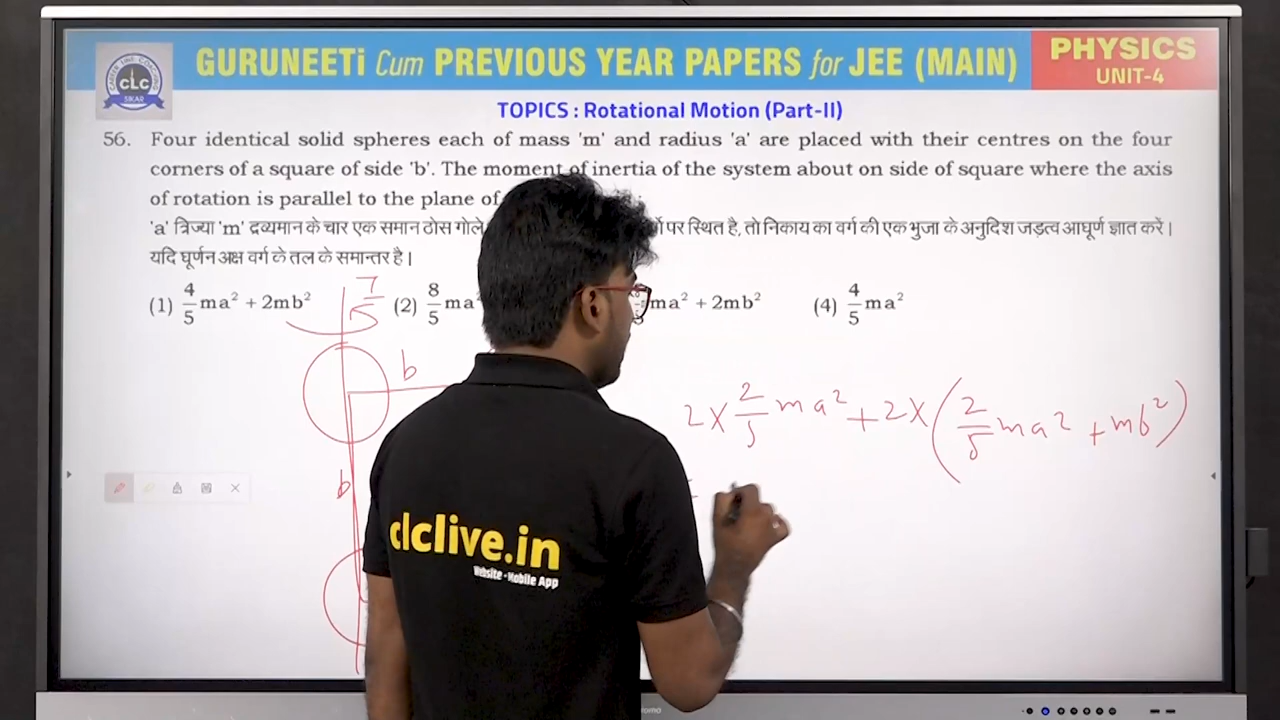 GURUNEETi Cum PREVIOUS YEAR PAPERS for JEE (MAIN)
PHYSICS
UNIT-4
CLC
SIKAR
TOPICS : Rotational Motion (Part-II)
56. Four identical solid spheres each of mass 'm' and radius 'a' are placed with their centres on the four
corners of a square of side 'b'. The moment of inertia of the system about on side of square where the axis
of rotation is parallel to the plane of
'a' त्रिज्या 'm' द्रव्यमान के चार एक समान ठोस गोले पर स्थित है, तो निकाय का वर्ग की एक भुजा के अनुदिश जड़त्व आघूर्ण ज्ञात करें।
यदि घूर्णन अक्ष वर्ग के तल के समान्तर है।
(1) 4/5 ma² + 2mb² (2) 8/5 ma ma² + 2mb² (4) 4/5 ma²
7/5
b
b
2 x 2/5 ma² + 2 x (2/5 ma² + mb²)
clclive.in
Website • Mobile App